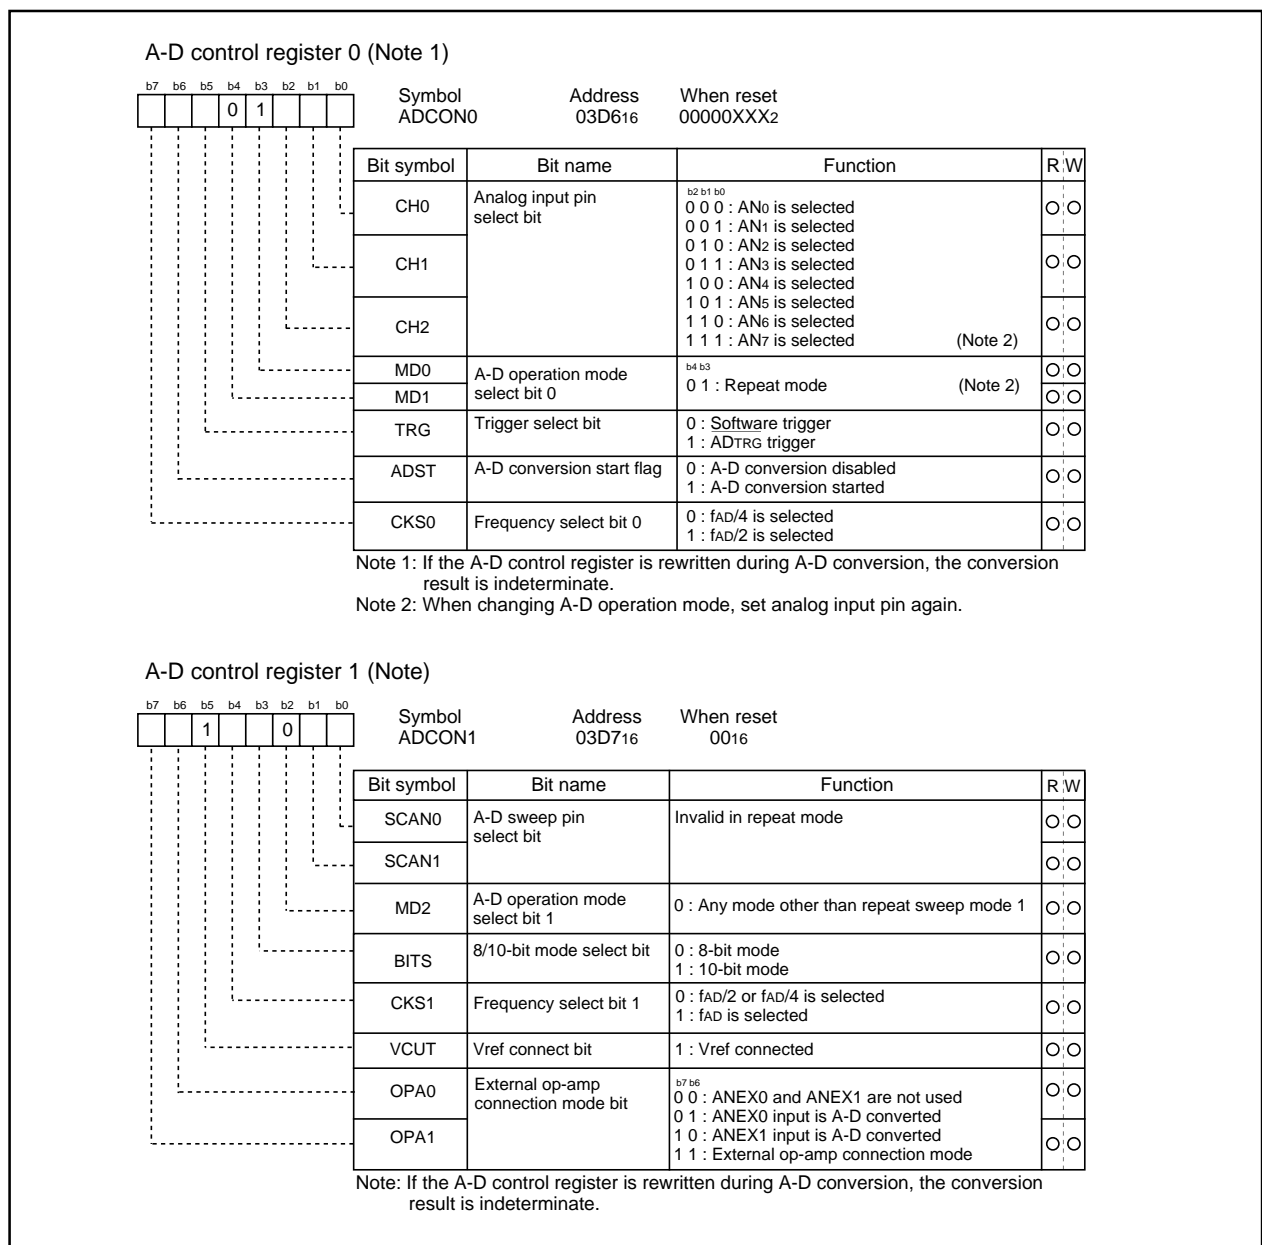 A-D control register 0 (Note 1)
b7 b6 b5 b4 b3 b2 b1 b0
0 1
Symbol Address When reset
ADCON0 03D616 00000XXX2
Bit symbol Bit name Function R W
CH0 Analog input pin
select bit
b2 b1 b0
0 0 0 : AN0 is selected
0 0 1 : AN1 is selected
0 1 0 : AN2 is selected
CH1 0 1 1 : AN3 is selected
1 0 0 : AN4 is selected
1 0 1 : AN5 is selected
CH2 1 1 0 : AN6 is selected
1 1 1 : AN7 is selected (Note 2)
MD0 A-D operation mode
select bit 0
MD1
b4 b3
0 1 : Repeat mode (Note 2)
TRG Trigger select bit 0 : Software trigger
1 : ADTRG trigger
ADST A-D conversion start flag 0 : A-D conversion disabled
1 : A-D conversion started
CKS0 Frequency select bit 0 0 : fAD/4 is selected
1 : fAD/2 is selected
Note 1: If the A-D control register is rewritten during A-D conversion, the conversion
result is indeterminate.
Note 2: When changing A-D operation mode, set analog input pin again.
A-D control register 1 (Note)
b7 b6 b5 b4 b3 b2 b1 b0
1 0
Symbol Address When reset
ADCON1 03D716 0016
Bit symbol Bit name Function R W
SCAN0 A-D sweep pin
select bit
Invalid in repeat mode
SCAN1
MD2 A-D operation mode
select bit 1
0 : Any mode other than repeat sweep mode 1
BITS 8/10-bit mode select bit 0 : 8-bit mode
1 : 10-bit mode
CKS1 Frequency select bit 1 0 : fAD/2 or fAD/4 is selected
1 : fAD is selected
VCUT Vref connect bit 1 : Vref connected
OPA0 External op-amp
connection mode bit
OPA1
b7 b6
0 0 : ANEX0 and ANEX1 are not used
0 1 : ANEX0 input is A-D converted
1 0 : ANEX1 input is A-D converted
1 1 : External op-amp connection mode
Note: If the A-D control register is rewritten during A-D conversion, the conversion
result is indeterminate.